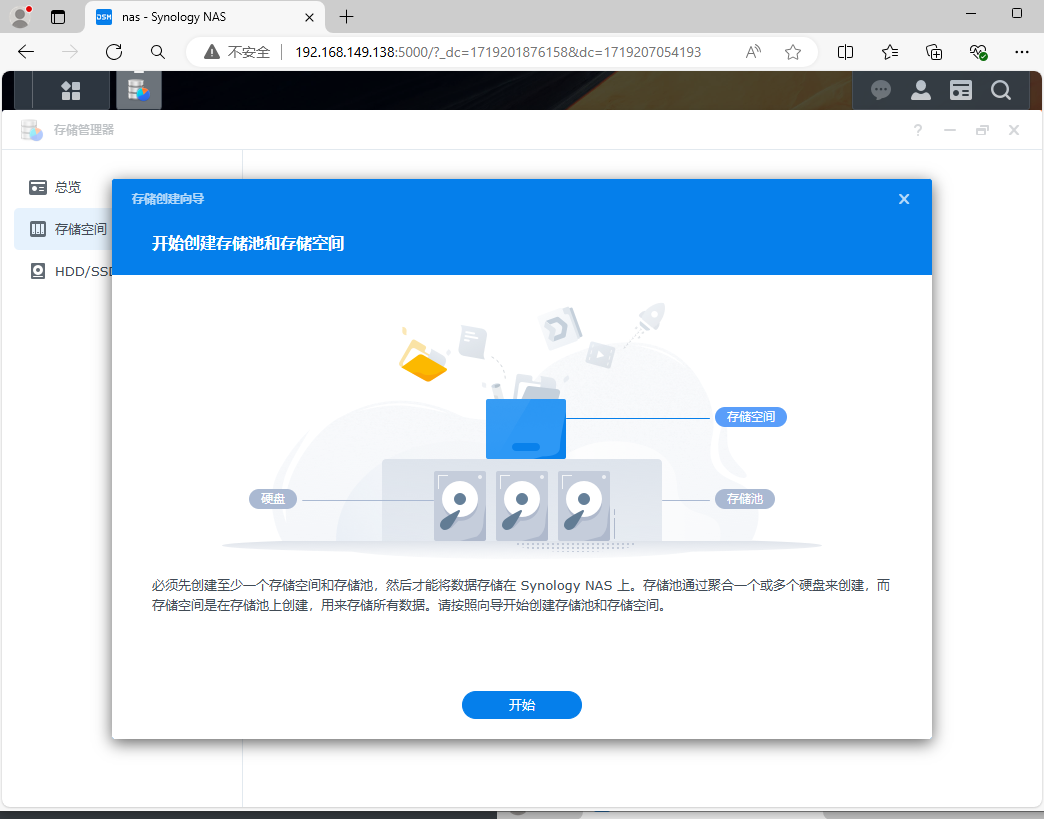 nas - Synology NAS
不安全
192.168.149.138:5000/?_dc=1719201876158&dc=1719207054193
存储管理器
总览
存储空间
HDD/SSD
存储创建向导
开始创建存储池和存储空间
存储空间
硬盘
存储池
必须先创建至少一个存储空间和存储池，然后才能将数据存储在 Synology NAS 上。存储池通过聚合一个或多个硬盘来创建，而
存储空间是在存储池上创建，用来存储所有数据。请按照向导开始创建存储池和存储空间。
开始